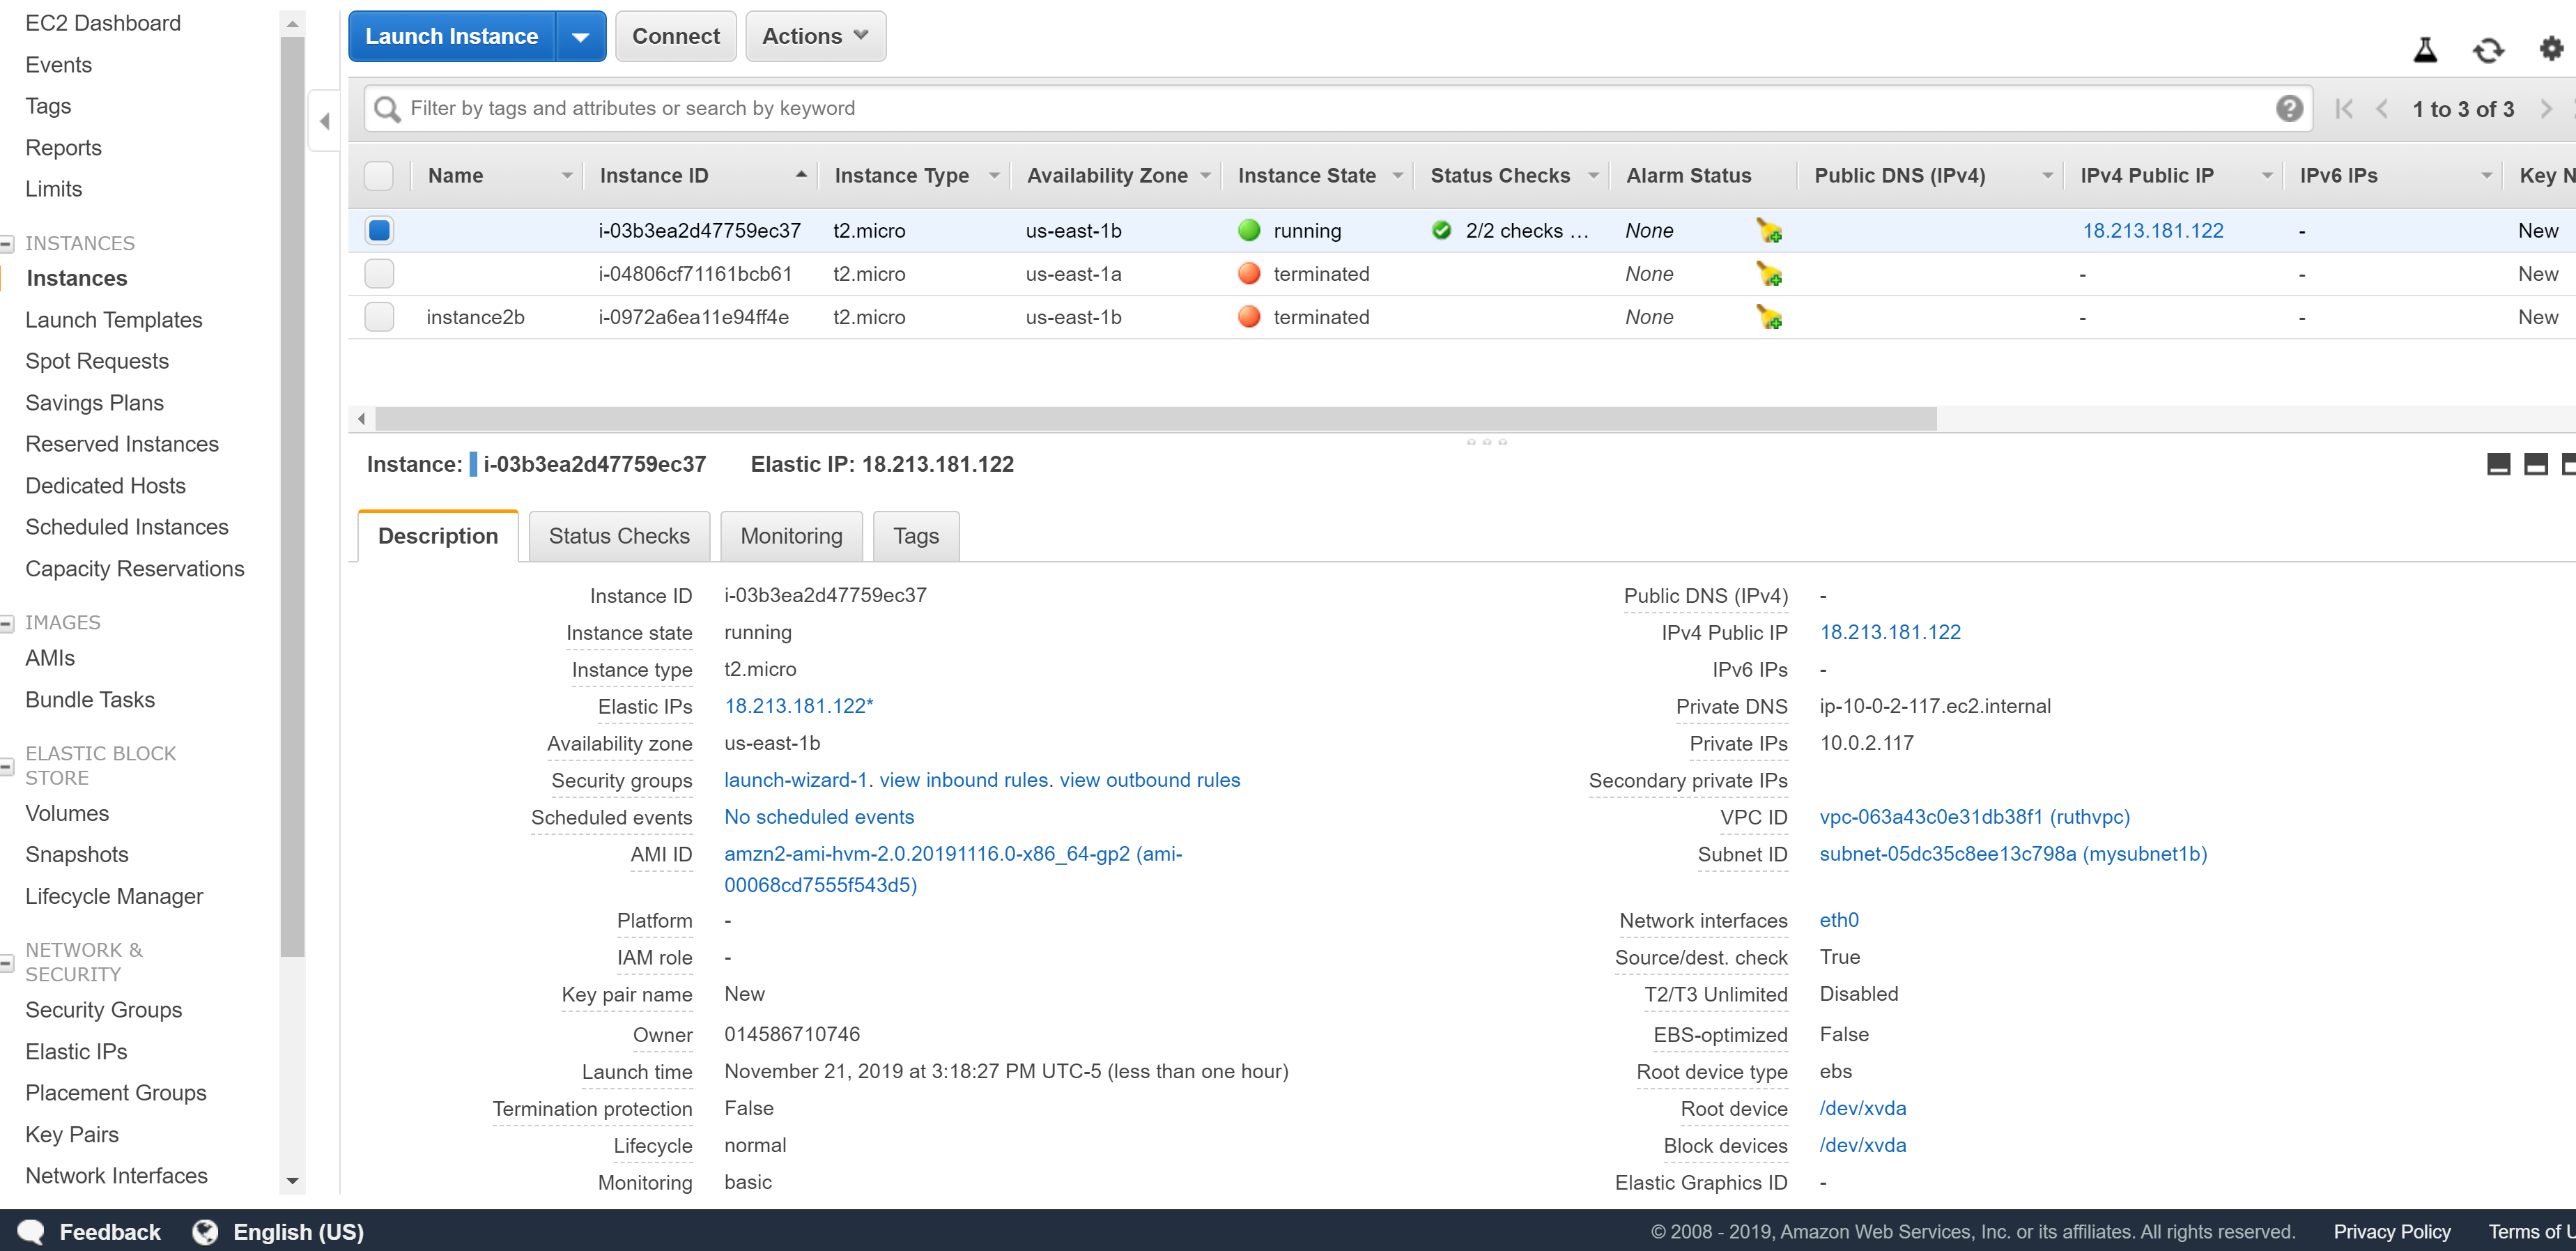 EC2 Dashboard
Events
Tags
Reports
Limits
INSTANCES
Instances
Launch Templates
Spot Requests
Savings Plans
Reserved Instances
Dedicated Hosts
Scheduled Instances
Capacity Reservations
IMAGES
AMIs
Bundle Tasks
ELASTIC BLOCK
STORE
Volumes
Snapshots
Lifecycle Manager
NETWORK &
SECURITY
Security Groups
Elastic IPs
Placement Groups
Key Pairs
Network Interfaces
Launch Instance Connect Actions
Filter by tags and attributes or search by keyword 1 to 3 of 3
Name Instance ID Instance Type Availability Zone Instance State Status Checks Alarm Status Public DNS (IPv4) IPv4 Public IP IPv6 IPs Key N
i-03b3ea2d47759ec37 t2.micro us-east-1b running 2/2 checks … None 18.213.181.122 - New
i-04806cf71161bcb61 t2.micro us-east-1a terminated None - - New
instance2b i-0972a6ea11e94ff4e t2.micro us-east-1b terminated None - - New
Instance: i-03b3ea2d47759ec37 Elastic IP: 18.213.181.122
Description Status Checks Monitoring Tags
Instance ID i-03b3ea2d47759ec37
Instance state running
Instance type t2.micro
Elastic IPs 18.213.181.122*
Availability zone us-east-1b
Security groups launch-wizard-1. view inbound rules. view outbound rules
Scheduled events No scheduled events
AMI ID amzn2-ami-hvm-2.0.20191116.0-x86_64-gp2 (ami-
00068cd7555f543d5)
Platform -
IAM role -
Key pair name New
Owner 014586710746
Launch time November 21, 2019 at 3:18:27 PM UTC-5 (less than one hour)
Termination protection False
Lifecycle normal
Monitoring basic
Public DNS (IPv4) -
IPv4 Public IP 18.213.181.122
IPv6 IPs -
Private DNS ip-10-0-2-117.ec2.internal
Private IPs 10.0.2.117
Secondary private IPs
VPC ID vpc-063a43c0e31db38f1 (ruthvpc)
Subnet ID subnet-05dc35c8ee13c798a (mysubnet1b)
Network interfaces eth0
Source/dest. check True
T2/T3 Unlimited Disabled
EBS-optimized False
Root device type ebs
Root device /dev/xvda
Block devices /dev/xvda
Elastic Graphics ID -
Feedback English (US) © 2008 - 2019, Amazon Web Services, Inc. or its affiliates. All rights reserved. Privacy Policy Terms of U